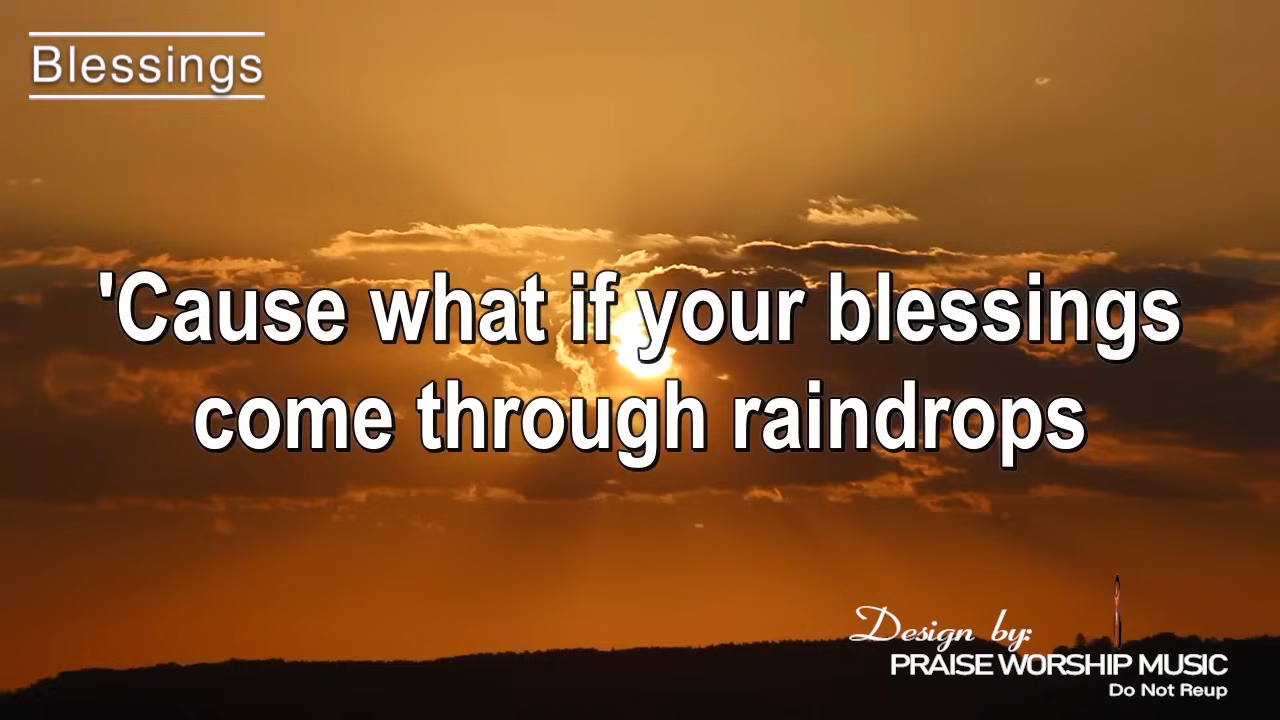 Blessings
'Cause what if your blessings
come through raindrops
Design by:
PRAISE WORSHIP MUSIC
Do Not Reup